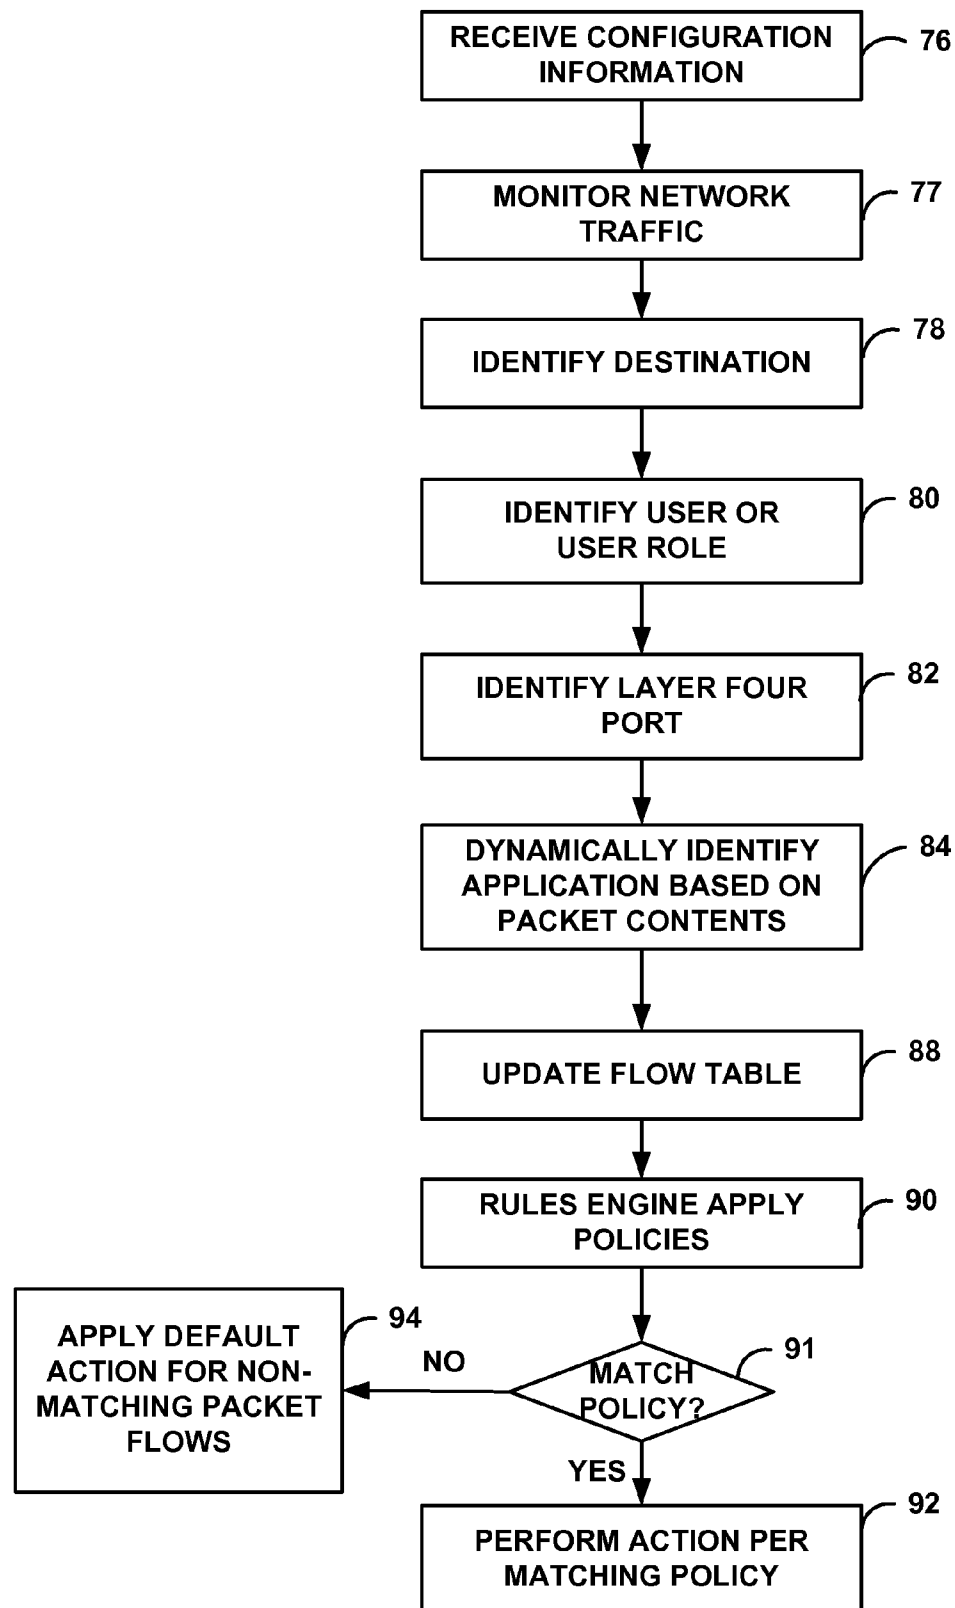 RECEIVE CONFIGURATION
INFORMATION
76
MONITOR NETWORK
TRAFFIC
77
IDENTIFY DESTINATION
78
IDENTIFY USER OR
USER ROLE
80
IDENTIFY LAYER FOUR
PORT
82
DYNAMICALLY IDENTIFY
APPLICATION BASED ON
PACKET CONTENTS
84
UPDATE FLOW TABLE
88
RULES ENGINE APPLY
POLICIES
90
MATCH
POLICY?
91
NO
APPLY DEFAULT
ACTION FOR NON-
MATCHING PACKET
FLOWS
94
YES
PERFORM ACTION PER
MATCHING POLICY
92